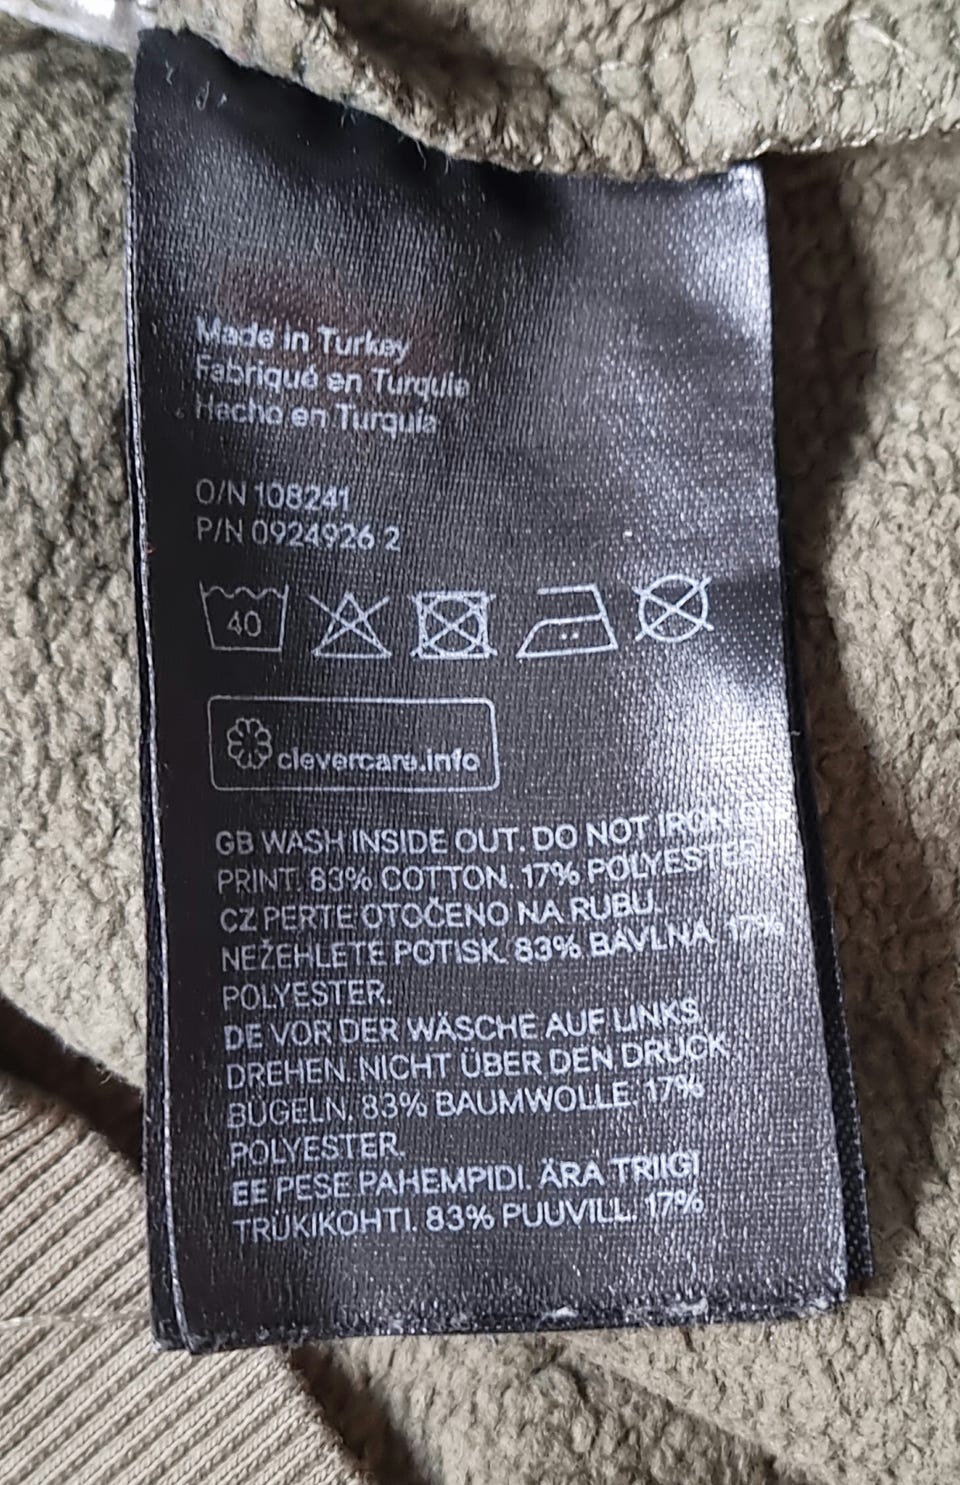 Made in Turkey
Fabriqué en Turquie
Hecho en Turquía
O/N 108241
P/N 0924926 2
40
clevercare.info
GB WASH INSIDE OUT. DO NOT IRON
PRINT. 83% COTTON. 17% POLYESTER.
CZ PERTE OTOČENO NA RUBU.
NEŽEHLETE POTISK. 83% BAVLNA. 17%
POLYESTER.
DE VOR DER WÄSCHE AUF LINKS
DREHEN. NICHT ÜBER DEN DRUCK
BÜGELN. 83% BAUMWOLLE. 17%
POLYESTER.
EE PESE PAHEMPIDI. ÄRA TRIIGI
TRÜKIKOHTI. 83% PUUVILL. 17%